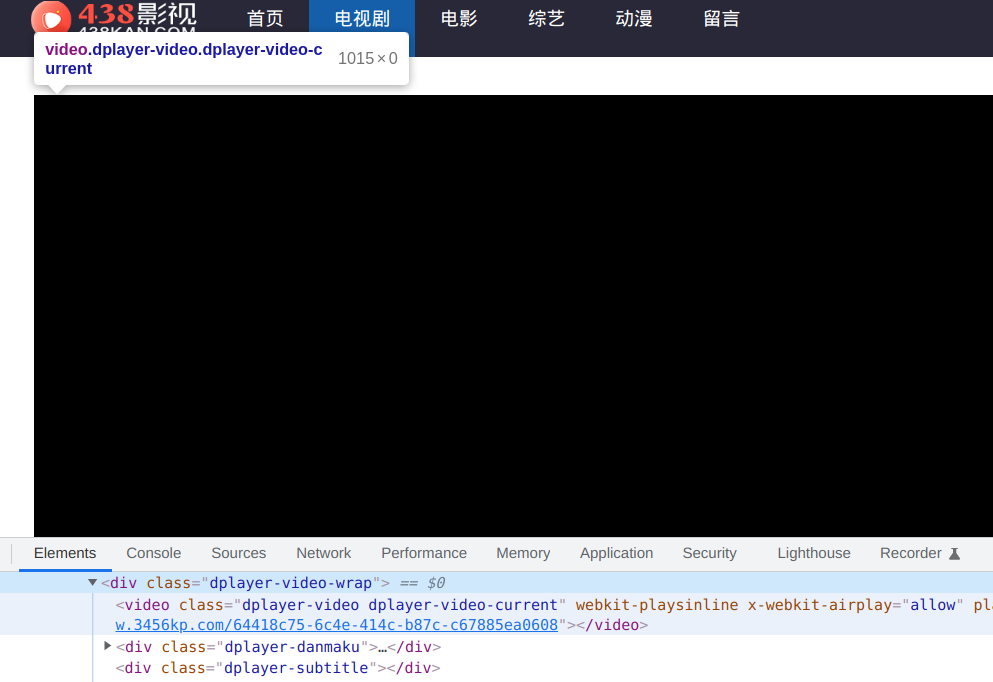 438影视
438KAN.COM
首页 电视剧 电影 综艺 动漫 留言
video.dplayer-video.dplayer-video-c
urrent
1015×0
Elements Console Sources Network Performance Memory Application Security Lighthouse Recorder
<div class="dplayer-video-wrap"> == $0
<video class="dplayer-video dplayer-video-current" webkit-playsinline x-webkit-airplay="allow" pla
w.3456kp.com/64418c75-6c4e-414c-b87c-c67885ea0608"></video>
<div class="dplayer-danmaku">…</div>
<div class="dplayer-subtitle"></div>